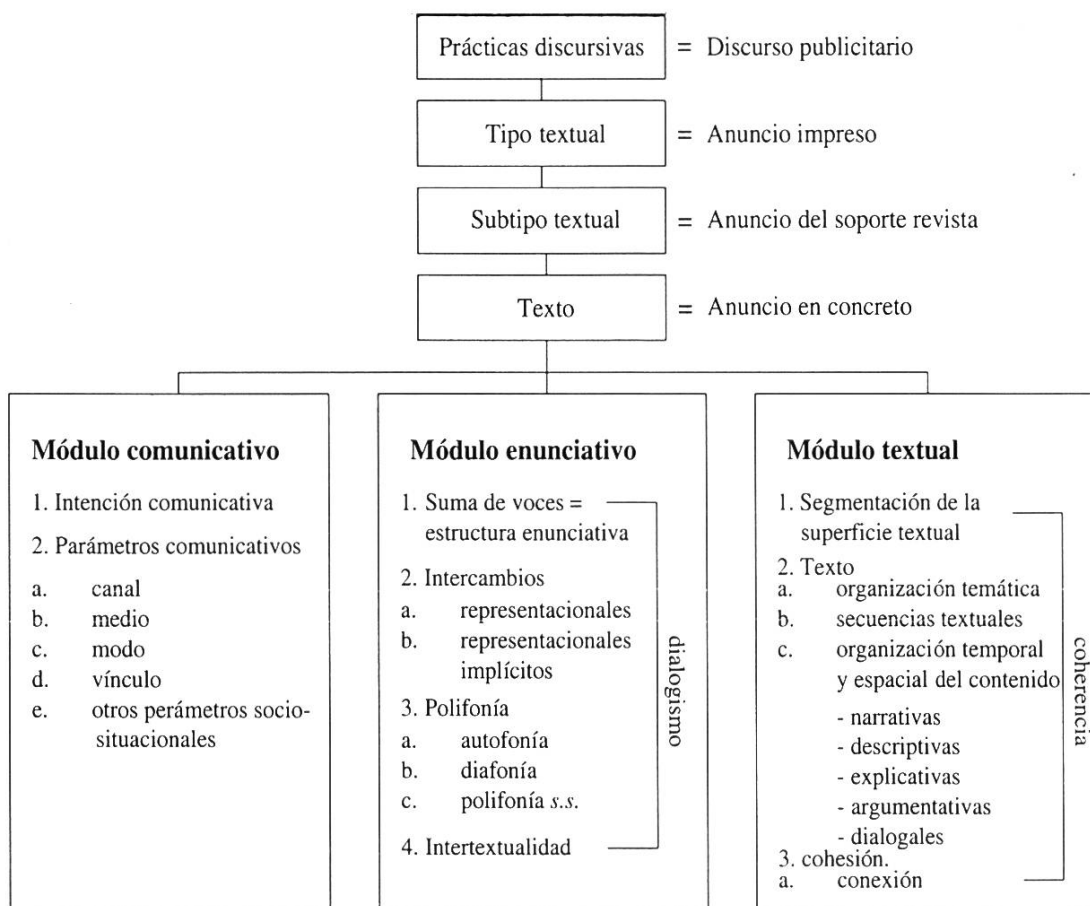 Prácticas discursivas = Discurso publicitario
Tipo textual = Anuncio impreso
Subtipo textual = Anuncio del soporte revista
Texto = Anuncio en concreto
Módulo comunicativo
1. Intención comunicativa
2. Parámetros comunicativos
a. canal
b. medio
c. modo
d. vínculo
e. otros perámetros socio-
situacionales
Módulo enunciativo
1. Suma de voces =
estructura enunciativa
2. Intercambios
a. representacionales
b. representacionales
implícitos
3. Polifonía
a. autofonía
b. diafonía
c. polifonía s.s.
4. Intertextualidad
dialogismo
Módulo textual
1. Segmentación de la
superficie textual
2. Texto
a. organización temática
b. secuencias textuales
c. organización temporal
y espacial del contenido
- narrativas
- descriptivas
- explicativas
- argumentativas
- dialogales
3. cohesión.
a. conexión
coherencia